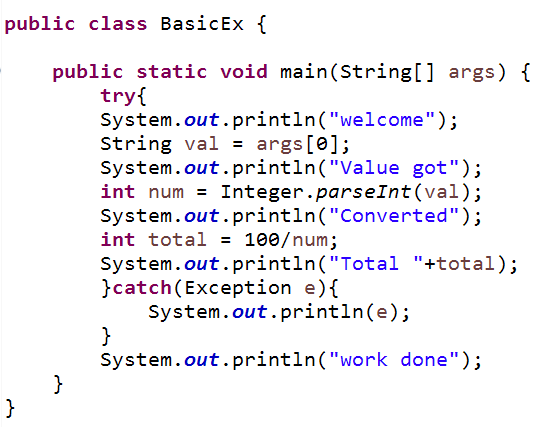 public class BasicEx {
public static void main(String[] args) {
try{
System.out.println("welcome");
String val = args[0];
System.out.println("Value got");
int num = Integer.parseInt(val);
System.out.println("Converted");
int total = 100/num;
System.out.println("Total "+total);
}catch(Exception e){
System.out.println(e);
}
System.out.println("work done");
}
}